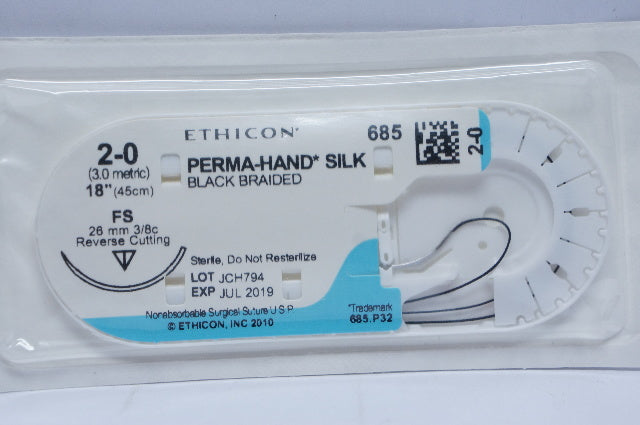 ETHICON*
685
2-0
2-0
(3.0 metric)
18" (45cm)
PERMA-HAND* SILK
BLACK BRAIDED
FS
26 mm 3/8c
Reverse Cutting
Sterile, Do Not Resterilize
LOT JCH794
EXP JUL 2019
Nonabsorbable Surgical Suture U S P
© ETHICON, INC 2010
*Trademark
685.P32